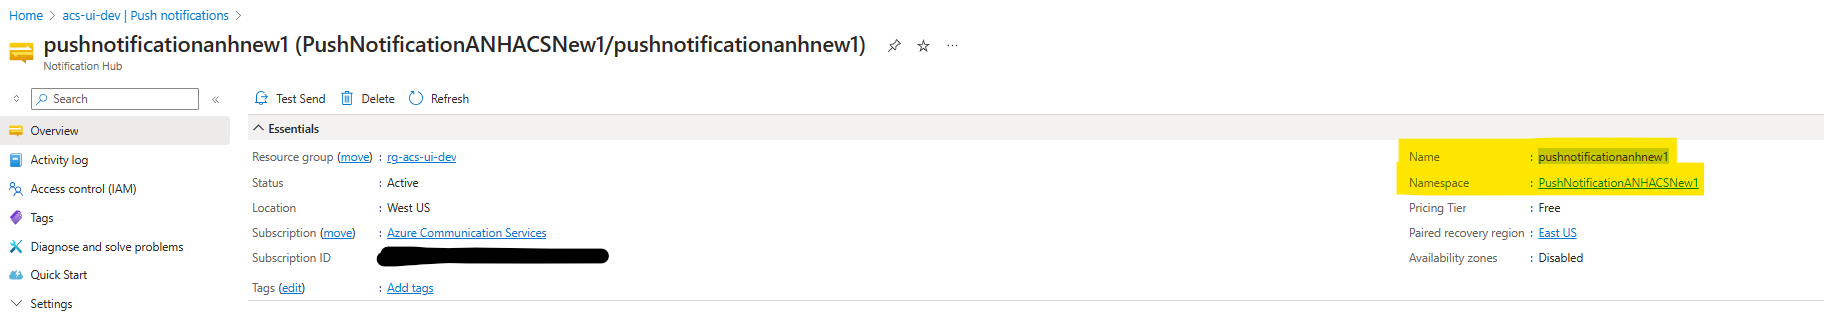 Home > acs-ui-dev | Push notifications >
pushnotificationanhnew1 (PushNotificationANHACSNew1/pushnotificationanhnew1) ...
Notification Hub
Search «
Test Send Delete Refresh
Overview
Activity log
Access control (IAM)
Tags
Diagnose and solve problems
Quick Start
Settings
Essentials
Resource group (move) : rg-acs-ui-dev
Status : Active
Location : West US
Subscription (move) : Azure Communication Services
Subscription ID
Tags (edit) : Add tags
Name : pushnotificationanhnew1
Namespace : PushNotificationANHACSNew1
Pricing Tier : Free
Paired recovery region : East US
Availability zones : Disabled